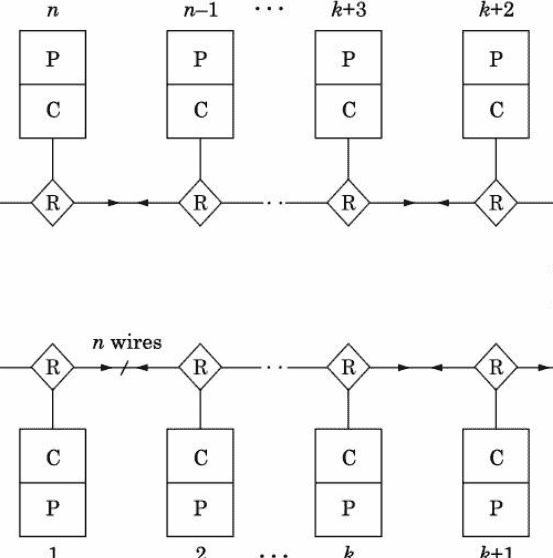 n n–1 · · · k+3 k+2
P P P P
C C C C
R R · · R R
n wires
R R · · R R
C C C C
P P P P
1 2 · · · k k+1